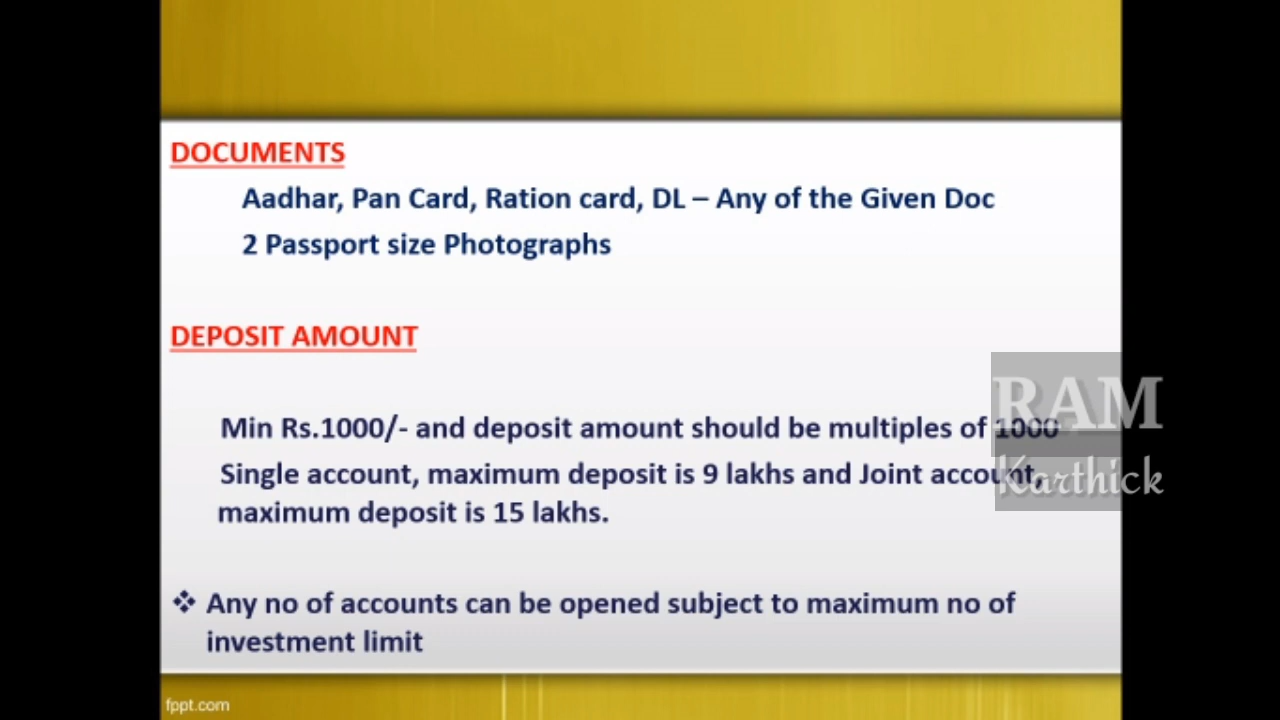 DOCUMENTS
Aadhar, Pan Card, Ration card, DL – Any of the Given Doc
2 Passport size Photographs
DEPOSIT AMOUNT
Min Rs.1000/- and deposit amount should be multiples of 1000
Single account, maximum deposit is 9 lakhs and Joint account,
maximum deposit is 15 lakhs.
❖ Any no of accounts can be opened subject to maximum no of
investment limit
RAM
Karthick
fppt.com